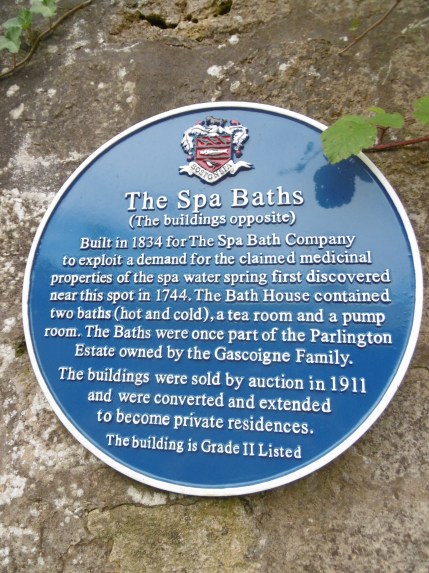 BOSTON SPA
The Spa Baths
(The buildings opposite)
Built in 1834 for The Spa Bath Company
to exploit a demand for the claimed medicinal
properties of the spa water spring first discovered
near this spot in 1744. The Bath House contained
two baths (hot and cold), a tea room and a pump
room. The Baths were once part of the Parlington
Estate owned by the Gascoigne Family.
The buildings were sold by auction in 1911
and were converted and extended
to become private residences.
The building is Grade II Listed